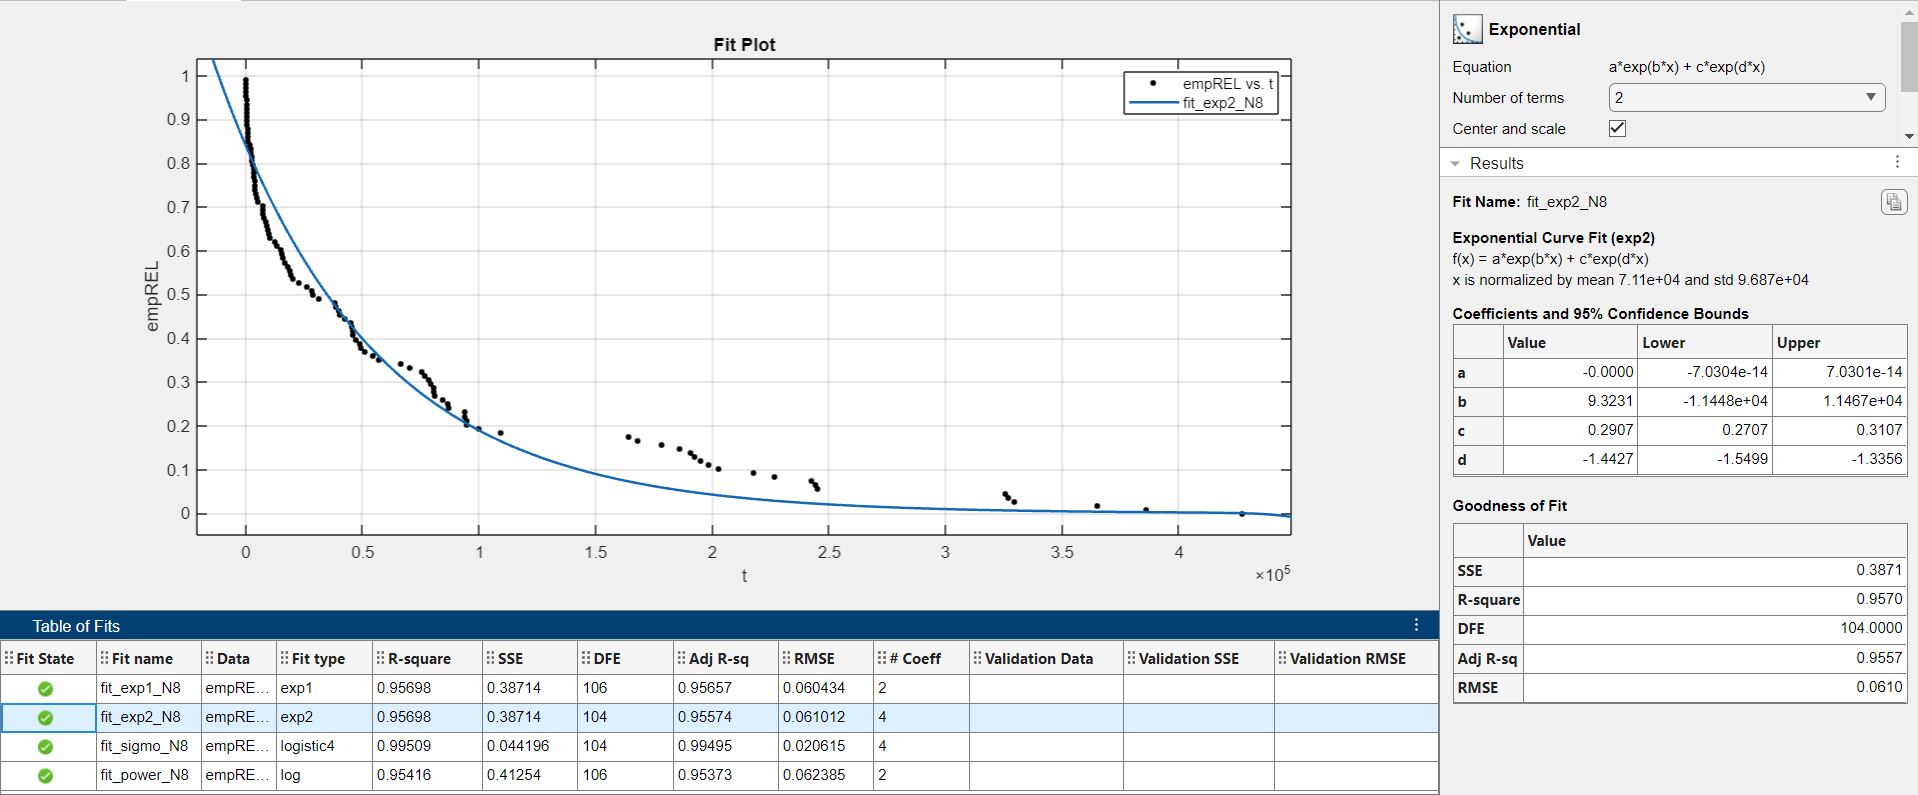 Fit Plot
1
0.9
0.8
0.7
0.6
0.5
0.4
0.3
0.2
0.1
0
empREL
0 0.5 1 1.5 2 2.5 3 3.5 4
t
×10⁵
empREL vs. t
fit_exp2_N8
Table of Fits
Fit State Fit name Data Fit type R-square SSE DFE Adj R-sq RMSE # Coeff Validation Data Validation SSE Validation RMSE
fit_exp1_N8 empRE... exp1 0.95698 0.38714 106 0.95657 0.060434 2
fit_exp2_N8 empRE... exp2 0.95698 0.38714 104 0.95574 0.061012 4
fit_sigmo_N8 empRE... logistic4 0.99509 0.044196 104 0.99495 0.020615 4
fit_power_N8 empRE... log 0.95416 0.41254 106 0.95373 0.062385 2
Exponential
Equation a*exp(b*x) + c*exp(d*x)
Number of terms 2
Center and scale
Results
Fit Name: fit_exp2_N8
Exponential Curve Fit (exp2)
f(x) = a*exp(b*x) + c*exp(d*x)
x is normalized by mean 7.11e+04 and std 9.687e+04
Coefficients and 95% Confidence Bounds
Value Lower Upper
a -0.0000 -7.0304e-14 7.0301e-14
b 9.3231 -1.1448e+04 1.1467e+04
c 0.2907 0.2707 0.3107
d -1.4427 -1.5499 -1.3356
Goodness of Fit
Value
SSE 0.3871
R-square 0.9570
DFE 104.0000
Adj R-sq 0.9557
RMSE 0.0610